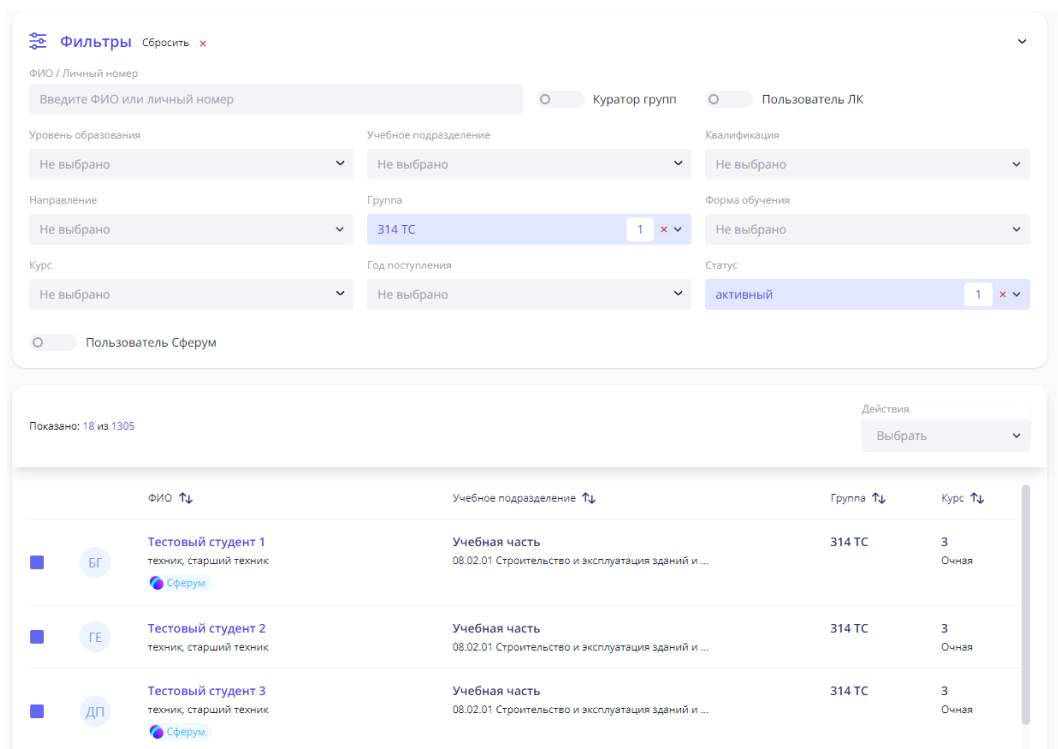 Фильтры Сбросить ×
ФИО / Личный номер
Введите ФИО или личный номер Куратор групп Пользователь ЛК
Уровень образования Учебное подразделение Квалификация
Не выбрано Не выбрано Не выбрано
Направление Группа Форма обучения
Не выбрано 314 ТС 1 × Не выбрано
Курс Год поступления Статус
Не выбрано Не выбрано активный 1 ×
Пользователь Сферум
Действия
Показано: 18 из 1305 Выбрать
ФИО Учебное подразделение Группа Курс
Тестовый студент 1 Учебная часть 314 ТС 3
БГ техник, старший техник 08.02.01 Строительство и эксплуатация зданий и ... Очная
Сферум
Тестовый студент 2 Учебная часть 314 ТС 3
ГЕ техник, старший техник 08.02.01 Строительство и эксплуатация зданий и ... Очная
Тестовый студент 3 Учебная часть 314 ТС 3
ДП техник, старший техник 08.02.01 Строительство и эксплуатация зданий и ... Очная
Сферум